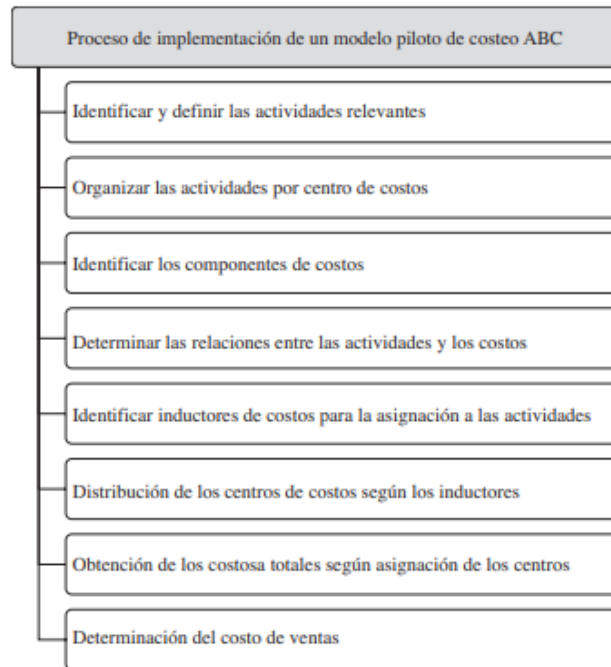 Proceso de implementación de un modelo piloto de costeo ABC
Identificar y definir las actividades relevantes
Organizar las actividades por centro de costos
Identificar los componentes de costos
Determinar las relaciones entre las actividades y los costos
Identificar inductores de costos para la asignación a las actividades
Distribución de los centros de costos según los inductores
Obtención de los costosa totales según asignación de los centros
Determinación del costo de ventas